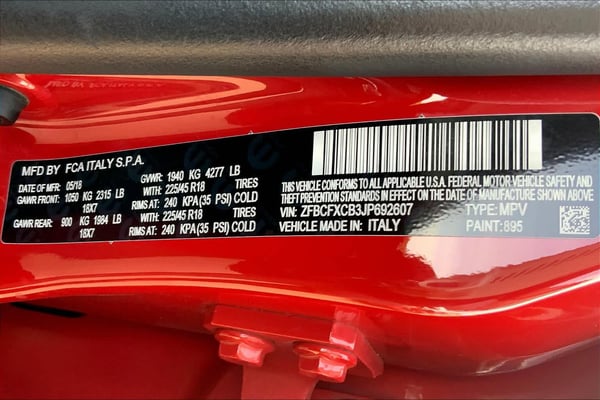 MFD BY FCA ITALY S.P.A.
DATE OF MFD: 05/18 GVWR: 1940 KG 4277 LB
GAWR FRONT: 1050 KG 2315 LB WITH: 225/45 R18 TIRES
18X7 RIMS AT: 240 KPA(35 PSI) COLD
GAWR REAR: 900 KG 1984 LB WITH: 225/45 R18 TIRES
18X7 RIMS AT: 240 KPA(35 PSI) COLD
THIS VEHICLE CONFORMS TO ALL APPLICABLE U.S.A. FEDERAL MOTOR-VEHICLE SAFETY
AND THEFT PREVENTION STANDARDS IN EFFECT ON THE DATE OF MANUFACTURE SHOWN ABOVE
VIN: ZFBCFXCB3JP692607 TYPE: MPV
VEHICLE MADE IN: ITALY PAINT: 895